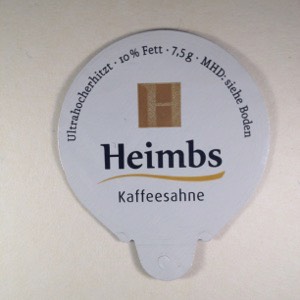 Ultrahocherhitzt · 10% Fett · 7,5 g · MHD: siehe Boden
H
Heimbs
Kaffeesahne